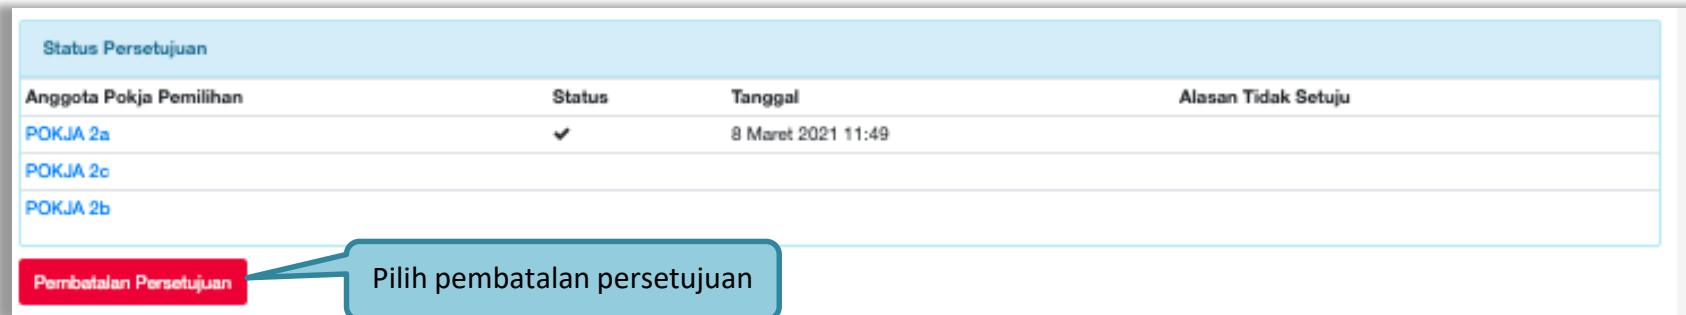 Status Persetujuan
Anggota Pokja Pemilihan Status Tanggal Alasan Tidak Setuju
POKJA 2a ✔ 8 Maret 2021 11:49
POKJA 2c
POKJA 2b
Pembatalan Persetujuan
Pilih pembatalan persetujuan